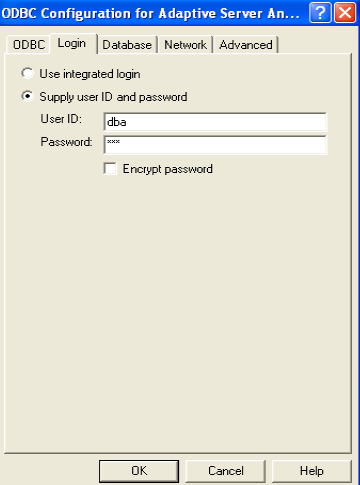 ODBC Configuration for Adaptive Server An...
ODBC Login Database Network Advanced
Use integrated login
Supply user ID and password
User ID: dba
Password: ***
Encrypt password
OK Cancel Help